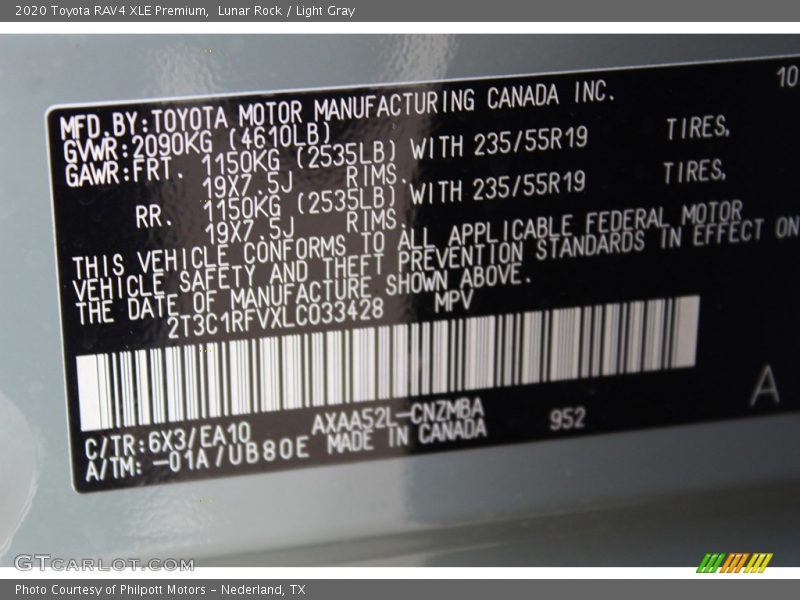 2020 Toyota RAV4 XLE Premium, Lunar Rock / Light Gray
10
MFD.BY:TOYOTA MOTOR MANUFACTURING CANADA INC.
GVWR:2090KG (4610LB)
GAWR:FRT. 1150KG (2535LB) WITH 235/55R19 TIRES,
19X7.5J RIMS.
RR. 1150KG (2535LB) WITH 235/55R19 TIRES,
19X7.5J RIMS.
THIS VEHICLE CONFORMS TO ALL APPLICABLE FEDERAL MOTOR
VEHICLE SAFETY AND THEFT PREVENTION STANDARDS IN EFFECT ON
THE DATE OF MANUFACTURE SHOWN ABOVE.
2T3C1RFVXLC033428 MPV
A
C/TR:6X3/EA10 AXAA52L-CNZMBA 952
A/TM: -01A/UB80E MADE IN CANADA
GTCARLOT.COM
Photo Courtesy of Philpott Motors - Nederland, TX